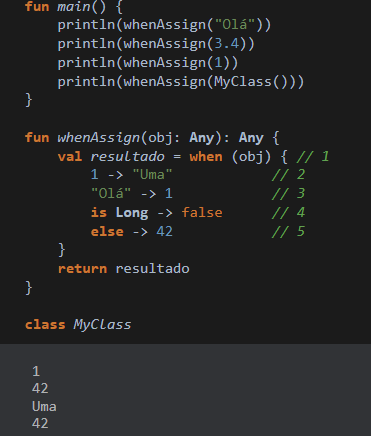 fun main() {
    println(whenAssign("Olá"))
    println(whenAssign(3.4))
    println(whenAssign(1))
    println(whenAssign(MyClass()))
}

fun whenAssign(obj: Any): Any {
    val resultado = when (obj) { // 1
        1 -> "Uma"            // 2
        "Olá" -> 1            // 3
        is Long -> false      // 4
        else -> 42            // 5
    }
    return resultado
}

class MyClass

1
42
Uma
42